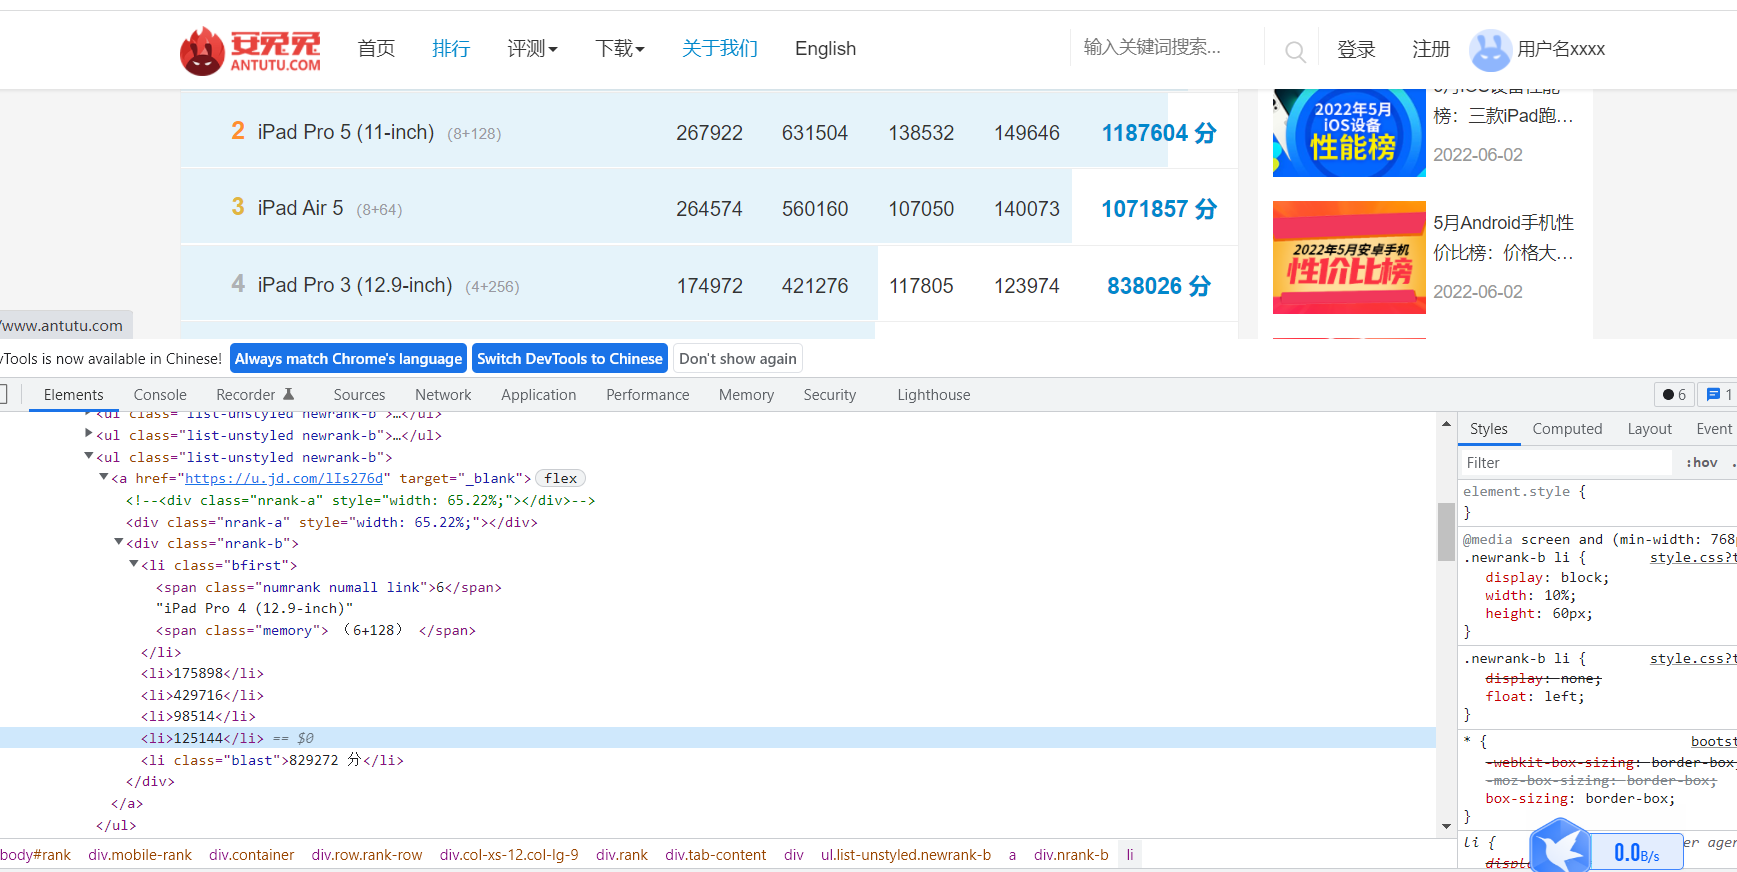 安兔兔
ANTUTU.COM
首页 排行 评测 下载 关于我们 English 输入关键词搜索... 登录 注册 用户名xxxx
2 iPad Pro 5 (11-inch) (8+128) 267922 631504 138532 149646 1187604 分
3 iPad Air 5 (8+64) 264574 560160 107050 140073 1071857 分
4 iPad Pro 3 (12.9-inch) (4+256) 174972 421276 117805 123974 838026 分
2022年5月
iOS设备
性能榜
5月iOS设备性能
榜：三款iPad跑...
2022-06-02
2022年5月安卓手机
性价比榜
5月Android手机性
价比榜：价格大...
2022-06-02
/www.antutu.com
vTools is now available in Chinese! Always match Chrome's language Switch DevTools to Chinese Don't show again
Elements Console Recorder Sources Network Application Performance Memory Security Lighthouse 6 1
<ul class="list-unstyled newrank-b">…</ul>
<ul class="list-unstyled newrank-b">…</ul>
<ul class="list-unstyled newrank-b">
<a href="https://u.jd.com/lIs276d" target="_blank"> flex
<!--<div class="nrank-a" style="width: 65.22%;"></div>-->
<div class="nrank-a" style="width: 65.22%;"></div>
<div class="nrank-b">
<li class="bfirst">
<span class="numrank numall link">6</span>
"iPad Pro 4 (12.9-inch)"
<span class="memory"> （6+128） </span>
</li>
<li>175898</li>
<li>429716</li>
<li>98514</li>
<li>125144</li> == $0
<li class="blast">829272 分</li>
</div>
</a>
</ul>
body#rank div.mobile-rank div.container div.row.rank-row div.col-xs-12.col-lg-9 div.rank div.tab-content div ul.list-unstyled.newrank-b a div.nrank-b li
Styles Computed Layout Event
Filter :hov .
element.style {
}
@media screen and (min-width: 768p
.newrank-b li { style.css?t
display: block;
width: 10%;
height: 60px;
}
.newrank-b li { style.css?t
display: none;
float: left;
}
* { bootst
-webkit-box-sizing: border-box;
-moz-box-sizing: border-box;
box-sizing: border-box;
}
li { er agen
displ
0.0B/s